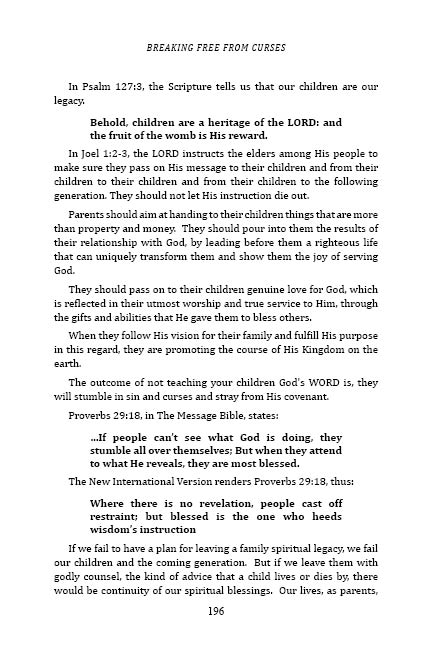 BREAKING FREE FROM CURSES
In Psalm 127:3, the Scripture tells us that our children are our
legacy.
Behold, children are a heritage of the LORD: and
the fruit of the womb is His reward.
In Joel 1:2-3, the LORD instructs the elders among His people to
make sure they pass on His message to their children and from their
children to their children and from their children to the following
generation. They should not let His instruction die out.
Parents should aim at handing to their children things that are more
than property and money. They should pour into them the results of
their relationship with God, by leading before them a righteous life
that can uniquely transform them and show them the joy of serving
God.
They should pass on to their children genuine love for God, which
is reflected in their utmost worship and true service to Him, through
the gifts and abilities that He gave them to bless others.
When they follow His vision for their family and fulfill His purpose
in this regard, they are promoting the course of His Kingdom on the
earth.
The outcome of not teaching your children God's WORD is, they
will stumble in sin and curses and stray from His covenant.
Proverbs 29:18, in The Message Bible, states:
...If people can't see what God is doing, they
stumble all over themselves; But when they attend
to what He reveals, they are most blessed.
The New International Version renders Proverbs 29:18, thus:
Where there is no revelation, people cast off
restraint; but blessed is the one who heeds
wisdom's instruction
If we fail to have a plan for leaving a family spiritual legacy, we fail
our children and the coming generation. But if we leave them with
godly counsel, the kind of advice that a child lives or dies by, there
would be continuity of our spiritual blessings. Our lives, as parents,
196